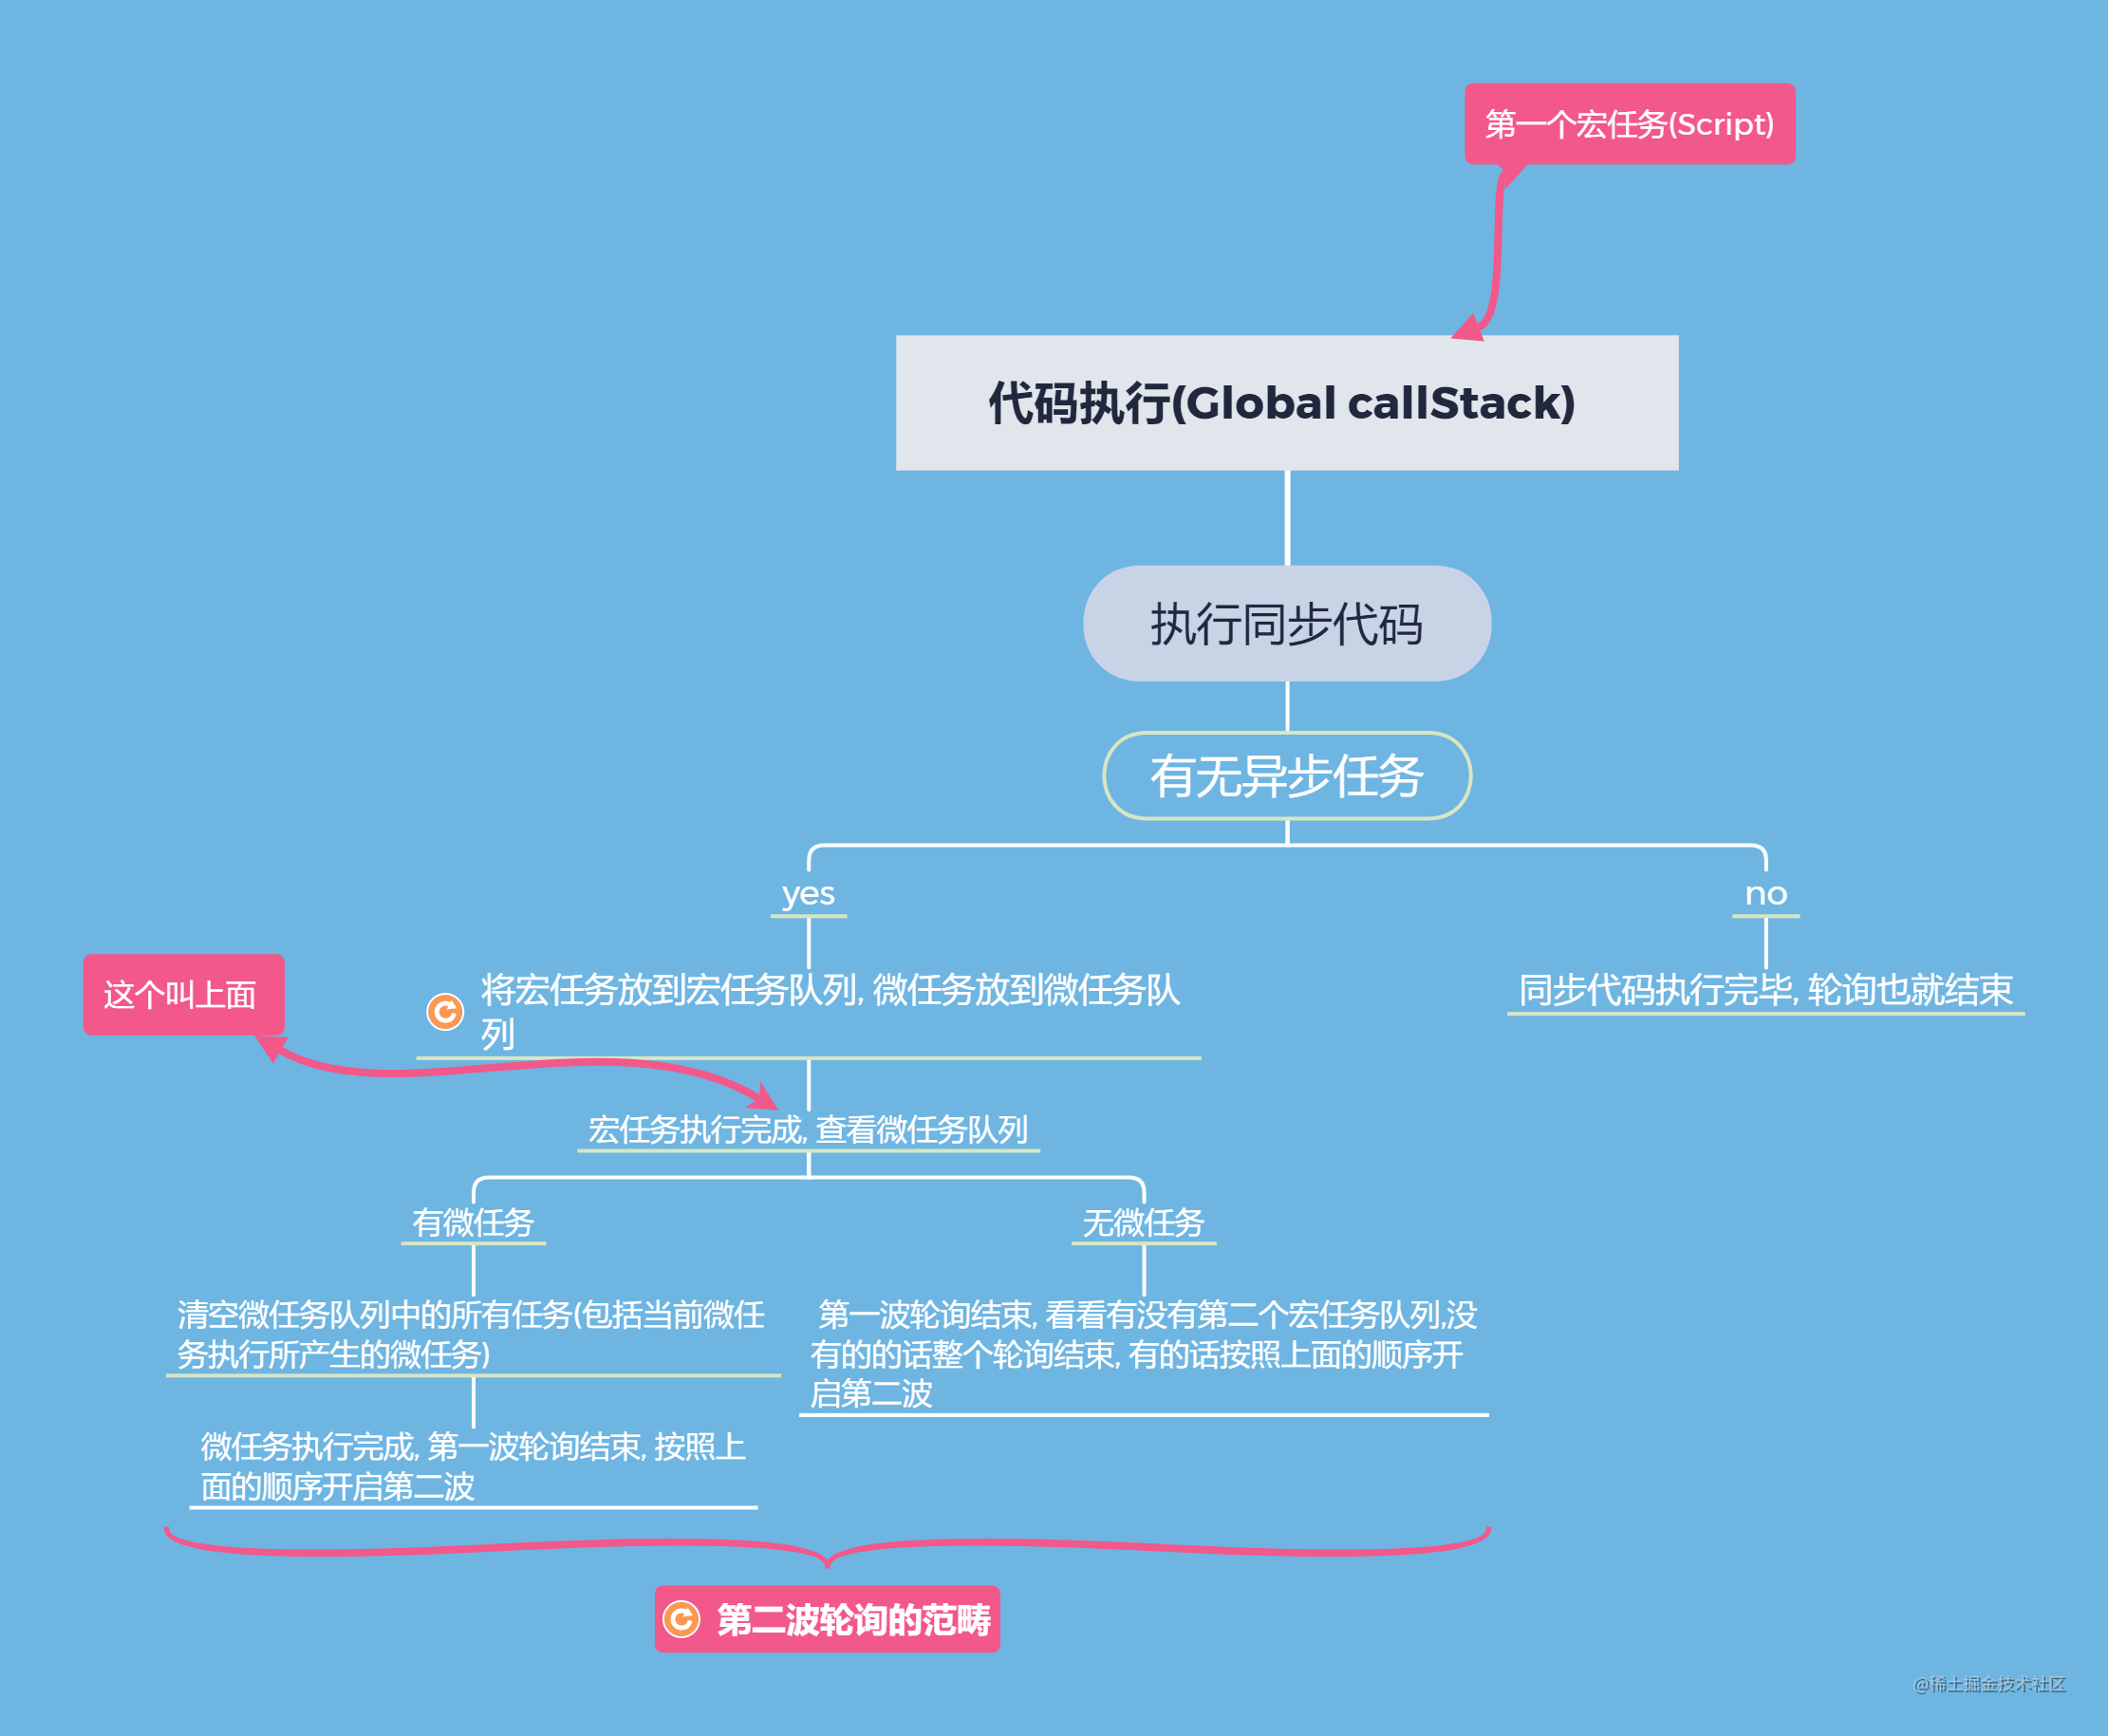 第一个宏任务(Script)
代码执行(Global callStack)
执行同步代码
有无异步任务
yes
no
这个叫上面
将宏任务放到宏任务队列, 微任务放到微任务队
列
同步代码执行完毕, 轮询也就结束
宏任务执行完成, 查看微任务队列
有微任务
无微任务
清空微任务队列中的所有任务(包括当前微任
务执行所产生的微任务)
第一波轮询结束, 看看有没有第二个宏任务队列,没
有的的话整个轮询结束, 有的话按照上面的顺序开
启第二波
微任务执行完成, 第一波轮询结束, 按照上
面的顺序开启第二波
第二波轮询的范畴
@稀土掘金技术社区